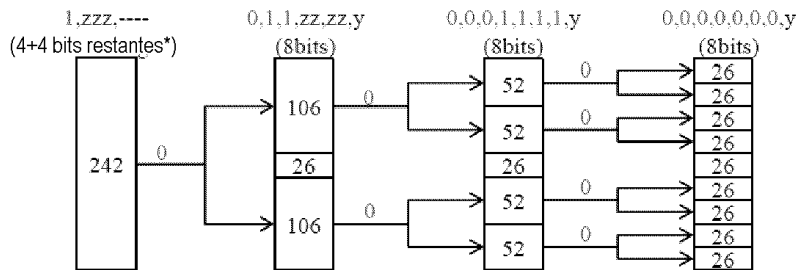 1,zzz,---- 0,1,1,zz,zz,y 0,0,0,1,1,1,1,y 0,0,0,0,0,0,0,y
(4+4 bits restantes*) (8bits) (8bits) (8bits)
242 0 106 26 106
0 52 52 26 0 52 52
0 0 0 0
26
26
26
26
26
26
26
26
26